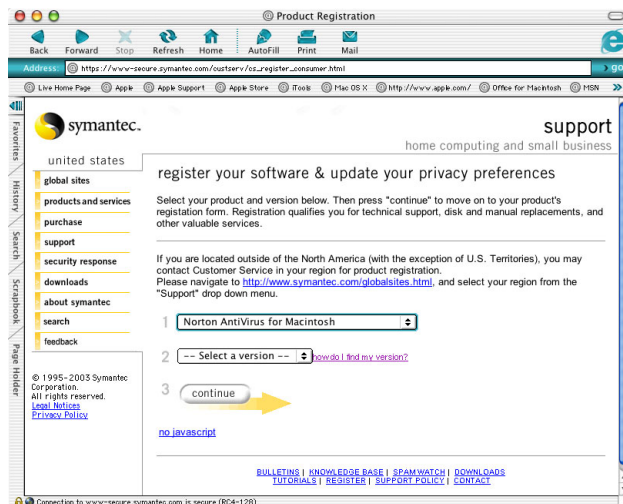 Product Registration
Back Forward Stop Refresh Home AutoFill Print Mail
Address: @ https://www-secure.symantec.com/custserv/cs_register_consumer.html go
@ Live Home Page @ Apple @ Apple Support @ Apple Store @ iTools @ Mac OS X @ http://www.apple.com/ @ Office for Macintosh @ MSN
Favorites
History
Search
Scrapbook
Page Holder
symantec.
support
home computing and small business
united states
global sites
products and services
purchase
support
security response
downloads
about symantec
search
feedback
© 1995-2003 Symantec
Corporation.
All rights reserved.
Legal Notices
Privacy Policy
register your software & update your privacy preferences
Select your product and version below. Then press "continue" to move on to your product's
registation form. Registration qualifies you for technical support, disk and manual replacements, and
other valuable services.
If you are located outside of the North America (with the exception of U.S. Territories), you may
contact Customer Service in your region for product registration.
Please navigate to http://www.symantec.com/globalsites.html, and select your region from the
"Support" drop down menu.
1 Norton AntiVirus for Macintosh
2 -- Select a version -- how do I find my version?
3 continue
no javascript
BULLETINS | KNOWLEDGE BASE | SPAM WATCH | DOWNLOADS
TUTORIALS | REGISTER | SUPPORT POLICY | CONTACT
Connection to www-secure.symantec.com is secure (RC4-128)